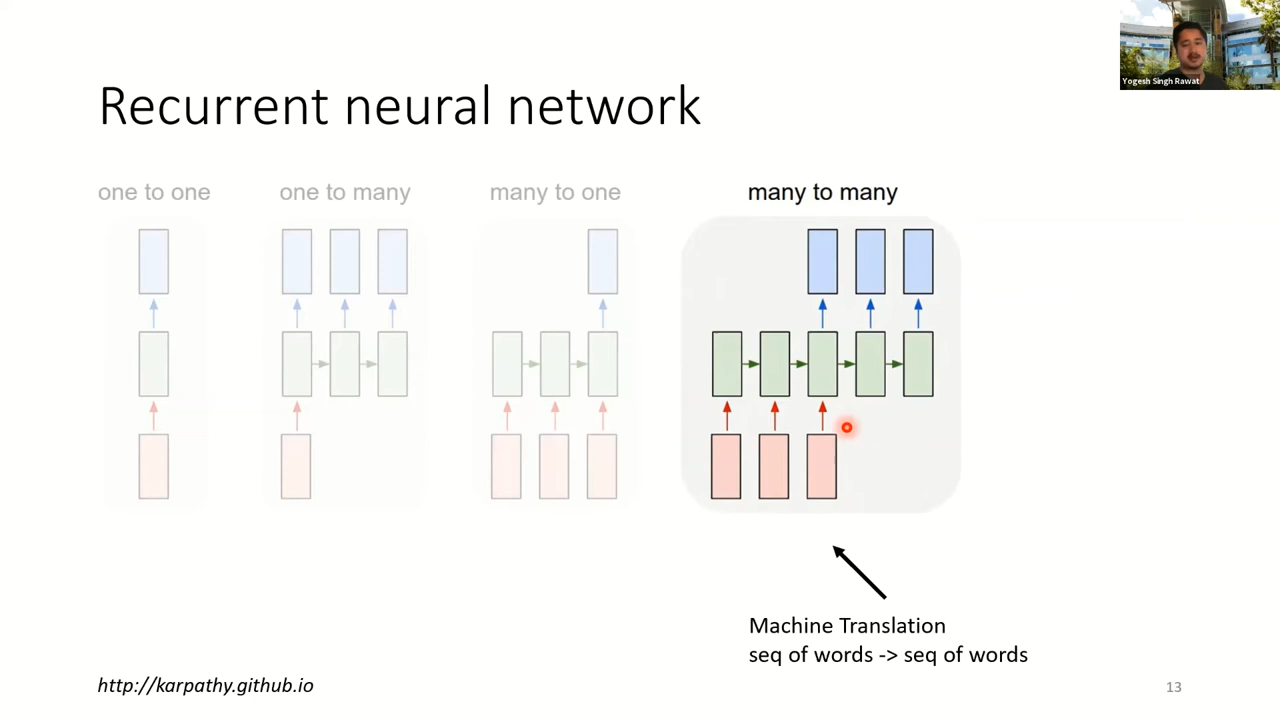 Yogesh Singh Rawat
Recurrent neural network
one to one
one to many
many to one
many to many
Machine Translation
seq of words -> seq of words
http://karpathy.github.io
13